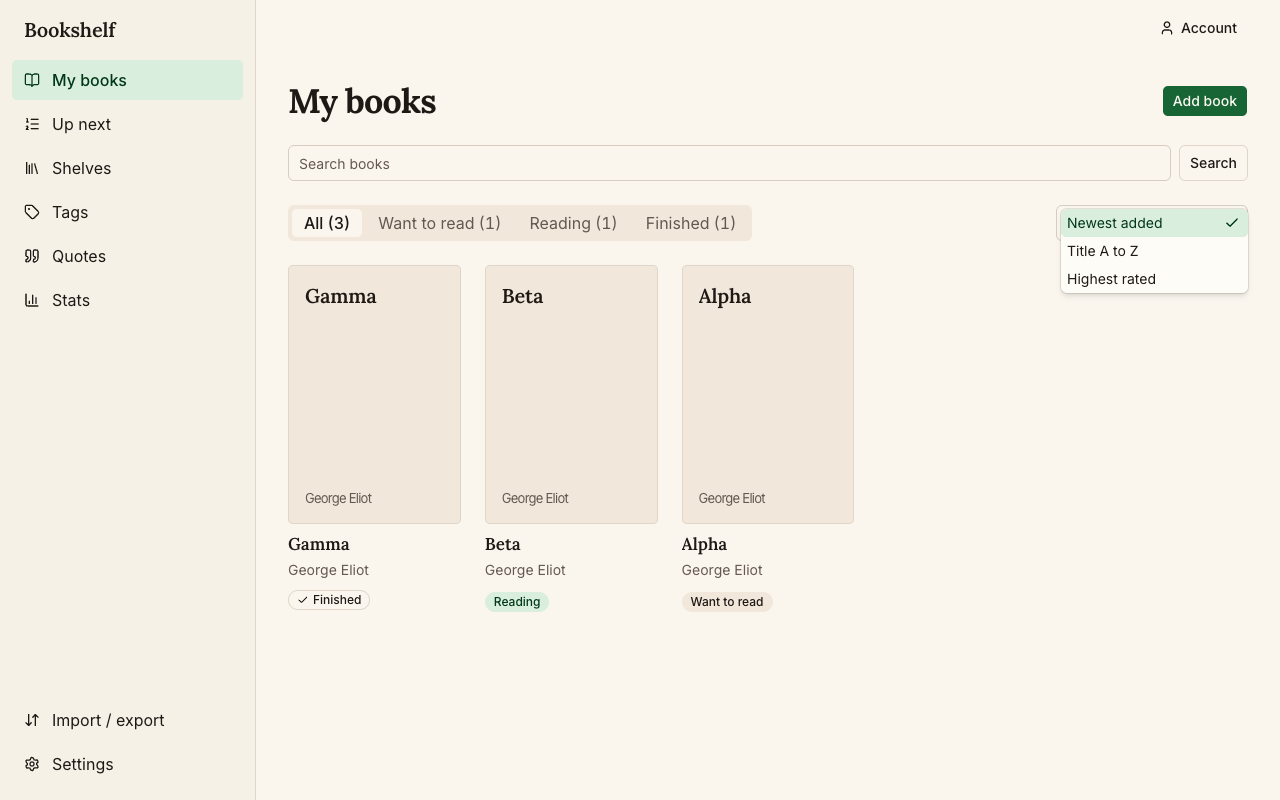 Bookshelf
My books
Up next
Shelves
Tags
Quotes
Stats
Import / export
Settings
Account
My books
Add book
Search books
Search
All (3)
Want to read (1)
Reading (1)
Finished (1)
Newest added
Title A to Z
Highest rated
Gamma
George Eliot
Gamma
George Eliot
Finished
Beta
George Eliot
Beta
George Eliot
Reading
Alpha
George Eliot
Alpha
George Eliot
Want to read